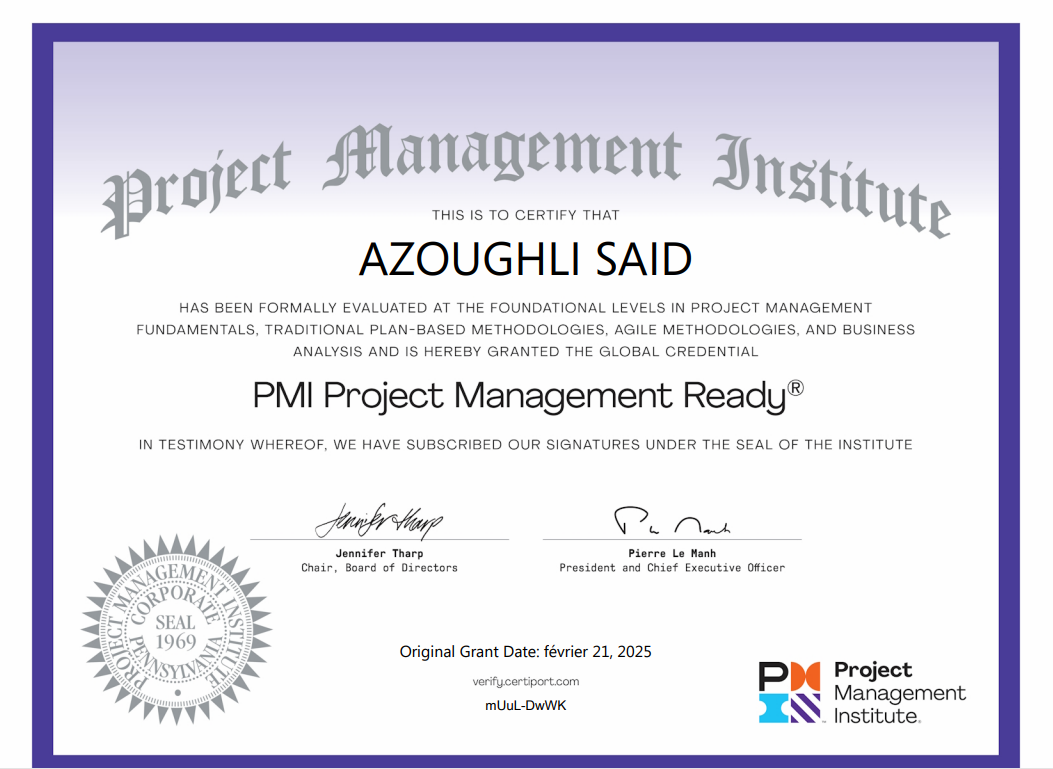 Project Management Institute
THIS IS TO CERTIFY THAT
AZOUGHLI SAID
HAS BEEN FORMALLY EVALUATED AT THE FOUNDATIONAL LEVELS IN PROJECT MANAGEMENT
FUNDAMENTALS, TRADITIONAL PLAN-BASED METHODOLOGIES, AGILE METHODOLOGIES, AND BUSINESS
ANALYSIS AND IS HEREBY GRANTED THE GLOBAL CREDENTIAL
PMI Project Management Ready®
IN TESTIMONY WHEREOF, WE HAVE SUBSCRIBED OUR SIGNATURES UNDER THE SEAL OF THE INSTITUTE
Jennifer Tharp
Jennifer Tharp
Chair, Board of Directors
Pierre Le Manh
President and Chief Executive Officer
PROJECT MANAGEMENT INSTITUTE
CORPORATE
SEAL
1969
PENNSYLVANIA
Original Grant Date: février 21, 2025
verify.certiport.com
mUuL-DwWK
Project
Management
Institute.